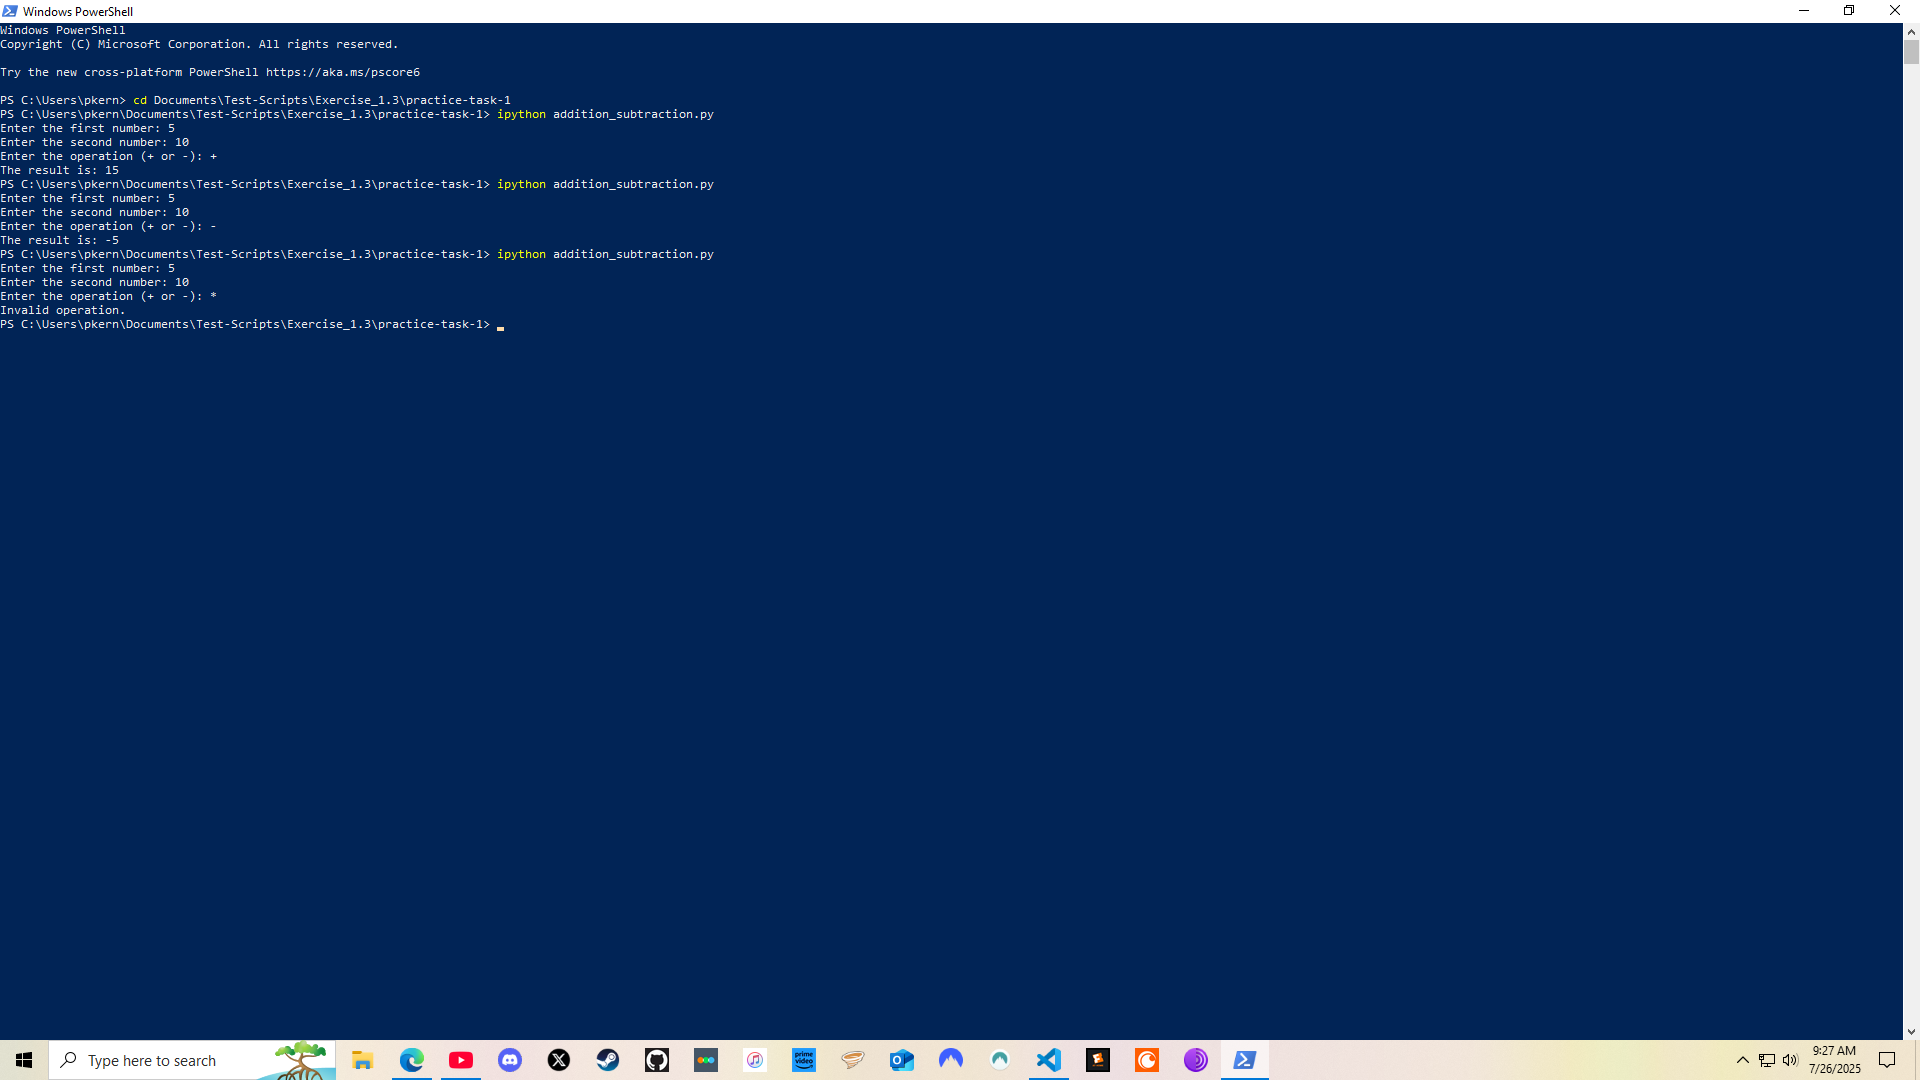 Windows PowerShell
Windows PowerShell
Copyright (C) Microsoft Corporation. All rights reserved.
Try the new cross-platform PowerShell https://aka.ms/pscore6
PS C:\Users\pkern> cd Documents\Test-Scripts\Exercise_1.3\practice-task-1
PS C:\Users\pkern\Documents\Test-Scripts\Exercise_1.3\practice-task-1> ipython addition_subtraction.py
Enter the first number: 5
Enter the second number: 10
Enter the operation (+ or -): +
The result is: 15
PS C:\Users\pkern\Documents\Test-Scripts\Exercise_1.3\practice-task-1> ipython addition_subtraction.py
Enter the first number: 5
Enter the second number: 10
Enter the operation (+ or -): -
The result is: -5
PS C:\Users\pkern\Documents\Test-Scripts\Exercise_1.3\practice-task-1> ipython addition_subtraction.py
Enter the first number: 5
Enter the second number: 10
Enter the operation (+ or -): *
Invalid operation.
PS C:\Users\pkern\Documents\Test-Scripts\Exercise_1.3\practice-task-1>
Type here to search
prime video
9:27 AM
7/26/2025